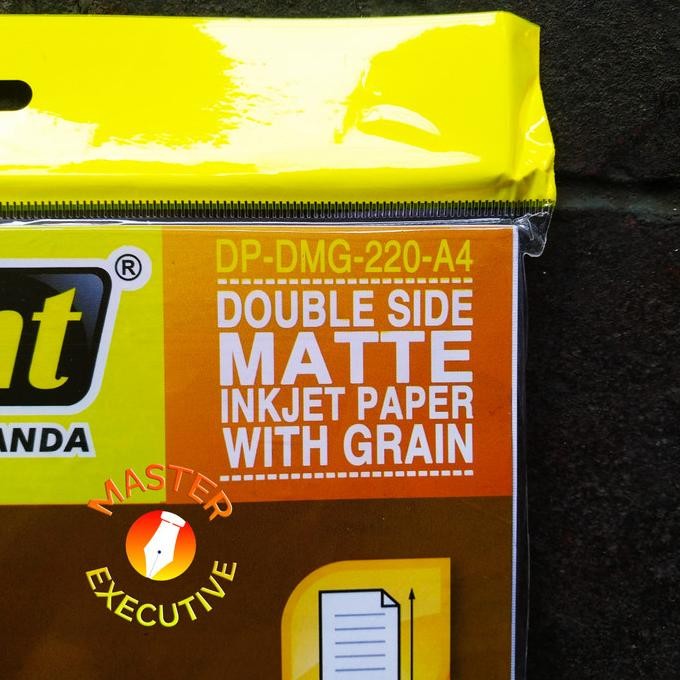 DP-DMG-220-A4
DOUBLE SIDE
MATTE
INKJET PAPER
WITH GRAIN
®
nt
ANDA
MASTER
EXECUTIVE